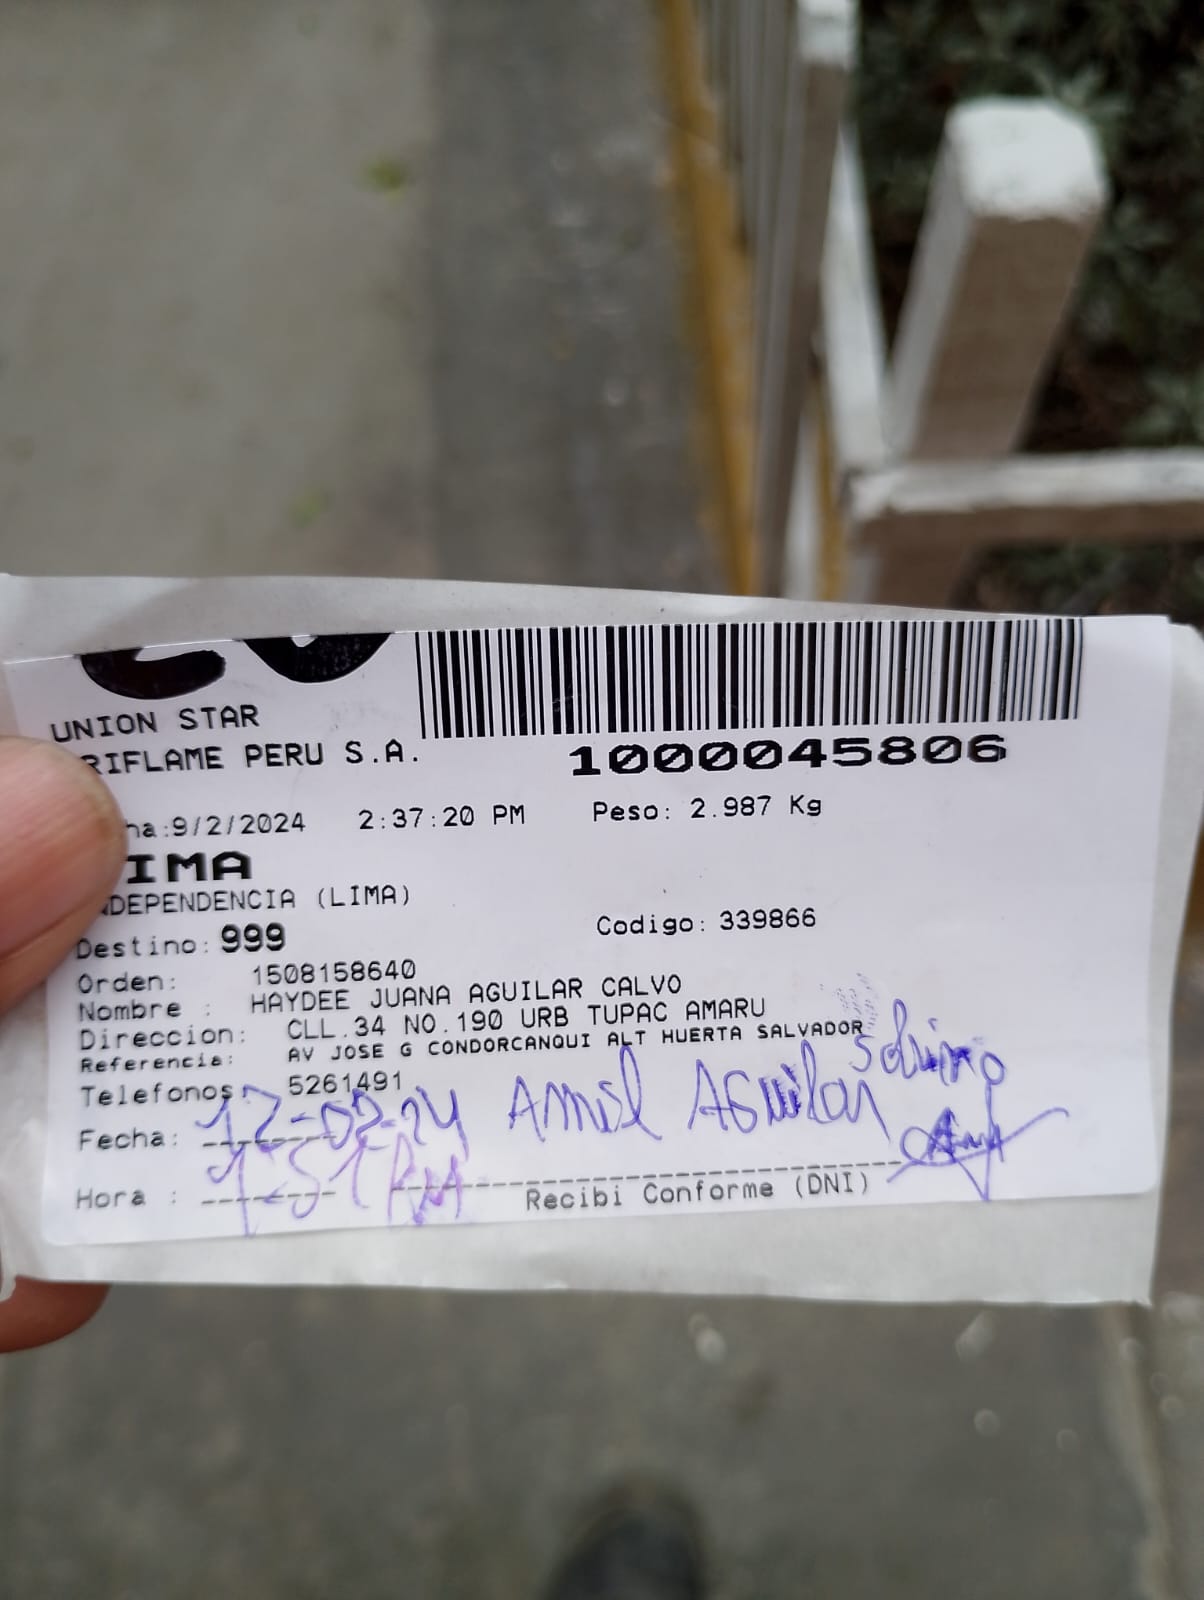 UNION STAR
RIFLAME PERU S.A.
1000045806
ha:9/2/2024 2:37:20 PM Peso: 2.987 Kg
IMA
NDEPENDENCIA (LIMA)
Destino: 999 Codigo: 339866
Orden: 1508158640
Nombre : HAYDEE JUANA AGUILAR CALVO
Direccion: CLL.34 NO.190 URB TUPAC AMARU
Referencia: AV JOSE G CONDORCANQUI ALT HUERTA SALVADOR
Telefonos: 5261491
Sobrino
Fecha: 12-02-24 Aguilar
Hora : PM
Recibi Conforme (DNI)